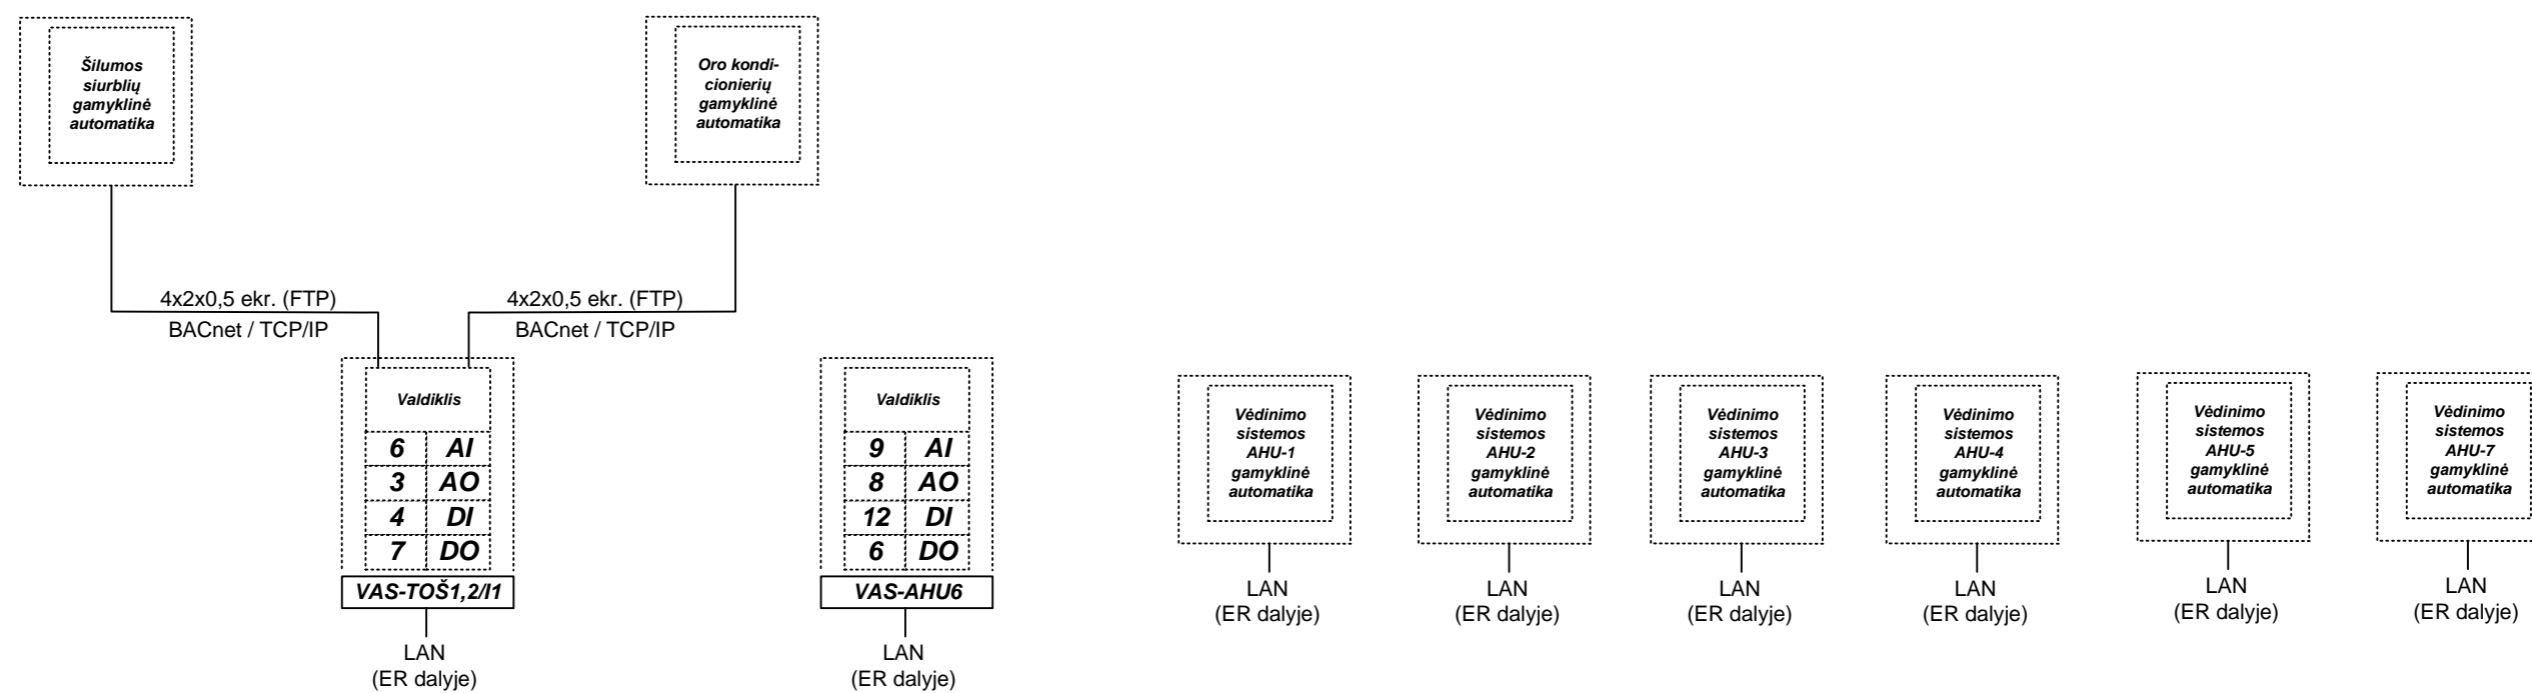 Šilumos
siurblių
gamyklinė
automatika
Oro kondi-
cionierių
gamyklinė
automatika
4x2x0,5 ekr. (FTP)
BACnet / TCP/IP
4x2x0,5 ekr. (FTP)
BACnet / TCP/IP
Valdiklis
6 AI
3 AO
4 DI
7 DO
VAS-TOŠ1,2/I1
LAN
(ER dalyje)
Valdiklis
9 AI
8 AO
12 DI
6 DO
VAS-AHU6
LAN
(ER dalyje)
Vėdinimo
sistemos
AHU-1
gamyklinė
automatika
LAN
(ER dalyje)
Vėdinimo
sistemos
AHU-2
gamyklinė
automatika
LAN
(ER dalyje)
Vėdinimo
sistemos
AHU-3
gamyklinė
automatika
LAN
(ER dalyje)
Vėdinimo
sistemos
AHU-4
gamyklinė
automatika
LAN
(ER dalyje)
Vėdinimo
sistemos
AHU-5
gamyklinė
automatika
LAN
(ER dalyje)
Vėdinimo
sistemos
AHU-7
gamyklinė
automatika
LAN
(ER dalyje)